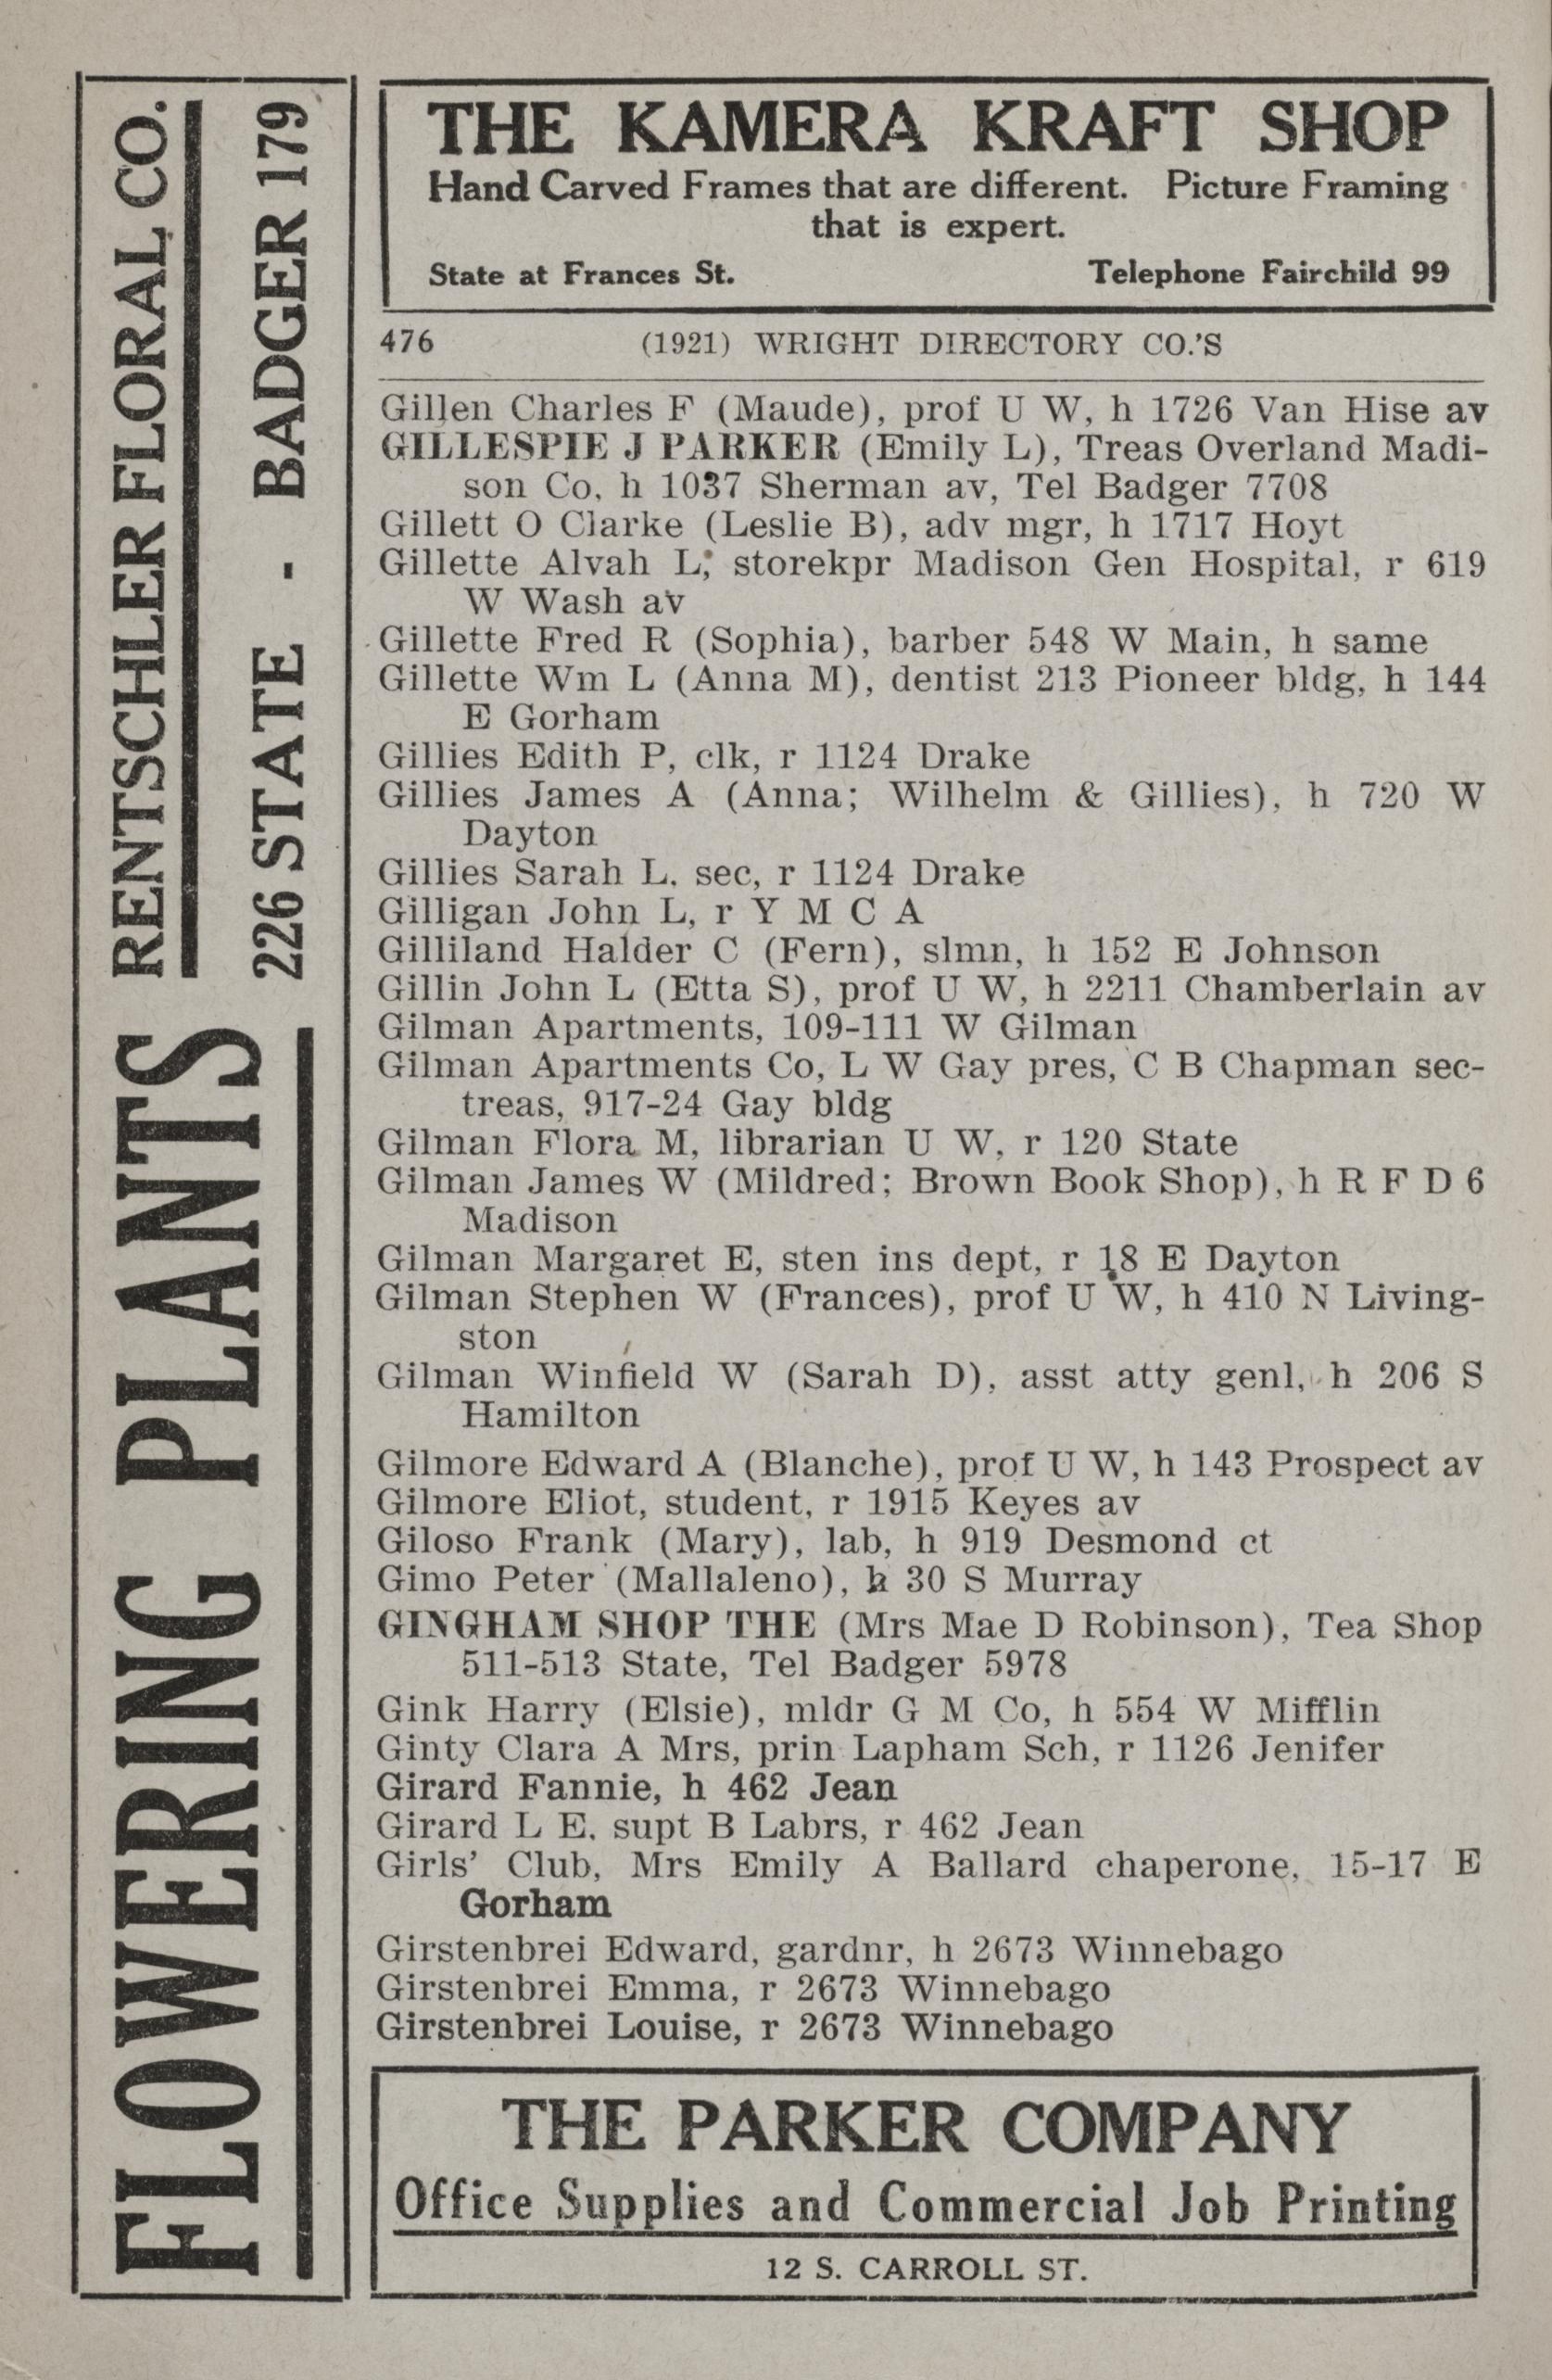 FLOWERING PLANTS
RENTSCHLER FLORAL CO.
226 STATE - BADGER 179
THE KAMERA KRAFT SHOP
Hand Carved Frames that are different. Picture Framing
that is expert.
State at Frances St. Telephone Fairchild 99
476 (1921) WRIGHT DIRECTORY CO.'S
Gillen Charles F (Maude), prof U W, h 1726 Van Hise av
GILLESPIE J PARKER (Emily L), Treas Overland Madi-
son Co, h 1037 Sherman av, Tel Badger 7708
Gillett O Clarke (Leslie B), adv mgr, h 1717 Hoyt
Gillette Alvah L, storekpr Madison Gen Hospital, r 619
W Wash av
Gillette Fred R (Sophia), barber 548 W Main, h same
Gillette Wm L (Anna M), dentist 213 Pioneer bldg, h 144
E Gorham
Gillies Edith P, clk, r 1124 Drake
Gillies James A (Anna; Wilhelm & Gillies), h 720 W
Dayton
Gillies Sarah L. sec, r 1124 Drake
Gilligan John L, r Y M C A
Gilliland Halder C (Fern), slmn, h 152 E Johnson
Gillin John L (Etta S), prof U W, h 2211 Chamberlain av
Gilman Apartments, 109-111 W Gilman
Gilman Apartments Co, L W Gay pres, C B Chapman sec-
treas, 917-24 Gay bldg
Gilman Flora M, librarian U W, r 120 State
Gilman James W (Mildred; Brown Book Shop), h R F D 6
Madison
Gilman Margaret E, sten ins dept, r 18 E Dayton
Gilman Stephen W (Frances), prof U W, h 410 N Living-
ston
Gilman Winfield W (Sarah D), asst atty genl, h 206 S
Hamilton
Gilmore Edward A (Blanche), prof U W, h 143 Prospect av
Gilmore Eliot, student, r 1915 Keyes av
Giloso Frank (Mary), lab, h 919 Desmond ct
Gimo Peter (Mallaleno), h 30 S Murray
GINGHAM SHOP THE (Mrs Mae D Robinson), Tea Shop
511-513 State, Tel Badger 5978
Gink Harry (Elsie), mldr G M Co, h 554 W Mifflin
Ginty Clara A Mrs, prin Lapham Sch, r 1126 Jenifer
Girard Fannie, h 462 Jean
Girard L E. supt B Labrs, r 462 Jean
Girls' Club, Mrs Emily A Ballard chaperone, 15-17 E
Gorham
Girstenbrei Edward, gardnr, h 2673 Winnebago
Girstenbrei Emma, r 2673 Winnebago
Girstenbrei Louise, r 2673 Winnebago
THE PARKER COMPANY
Office Supplies and Commercial Job Printing
12 S. CARROLL ST.